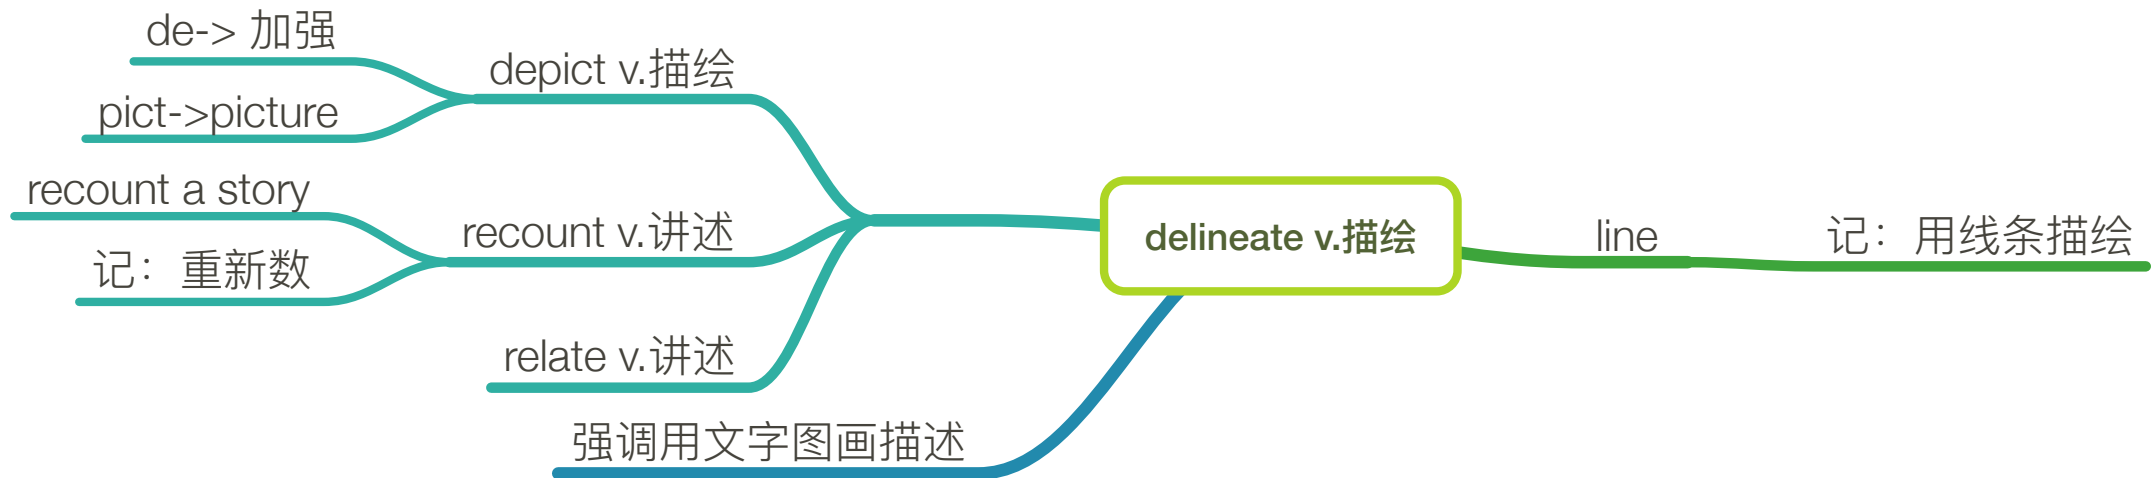 de-> 加强
depict v.描绘
pict->picture
recount a story
recount v.讲述
记：重新数
relate v.讲述
强调用文字图画描述
delineate v.描绘
line
记：用线条描绘